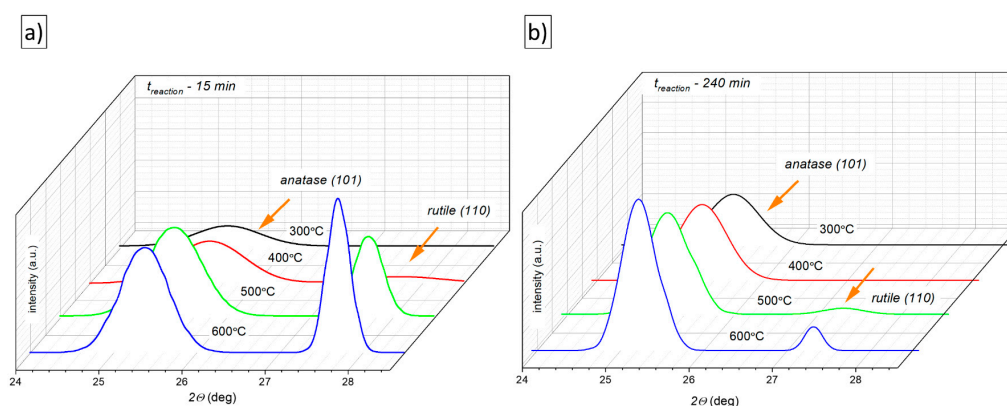 a)
t_reaction - 15 min
anatase (101)
rutile (110)
300°C
400°C
500°C
600°C
intensity (a.u.)
24 25 26 27 28
2Θ (deg)
b)
t_reaction - 240 min
anatase (101)
300°C
400°C
500°C
rutile (110)
600°C
intensity (a.u.)
24 25 26 27 28
2Θ (deg)